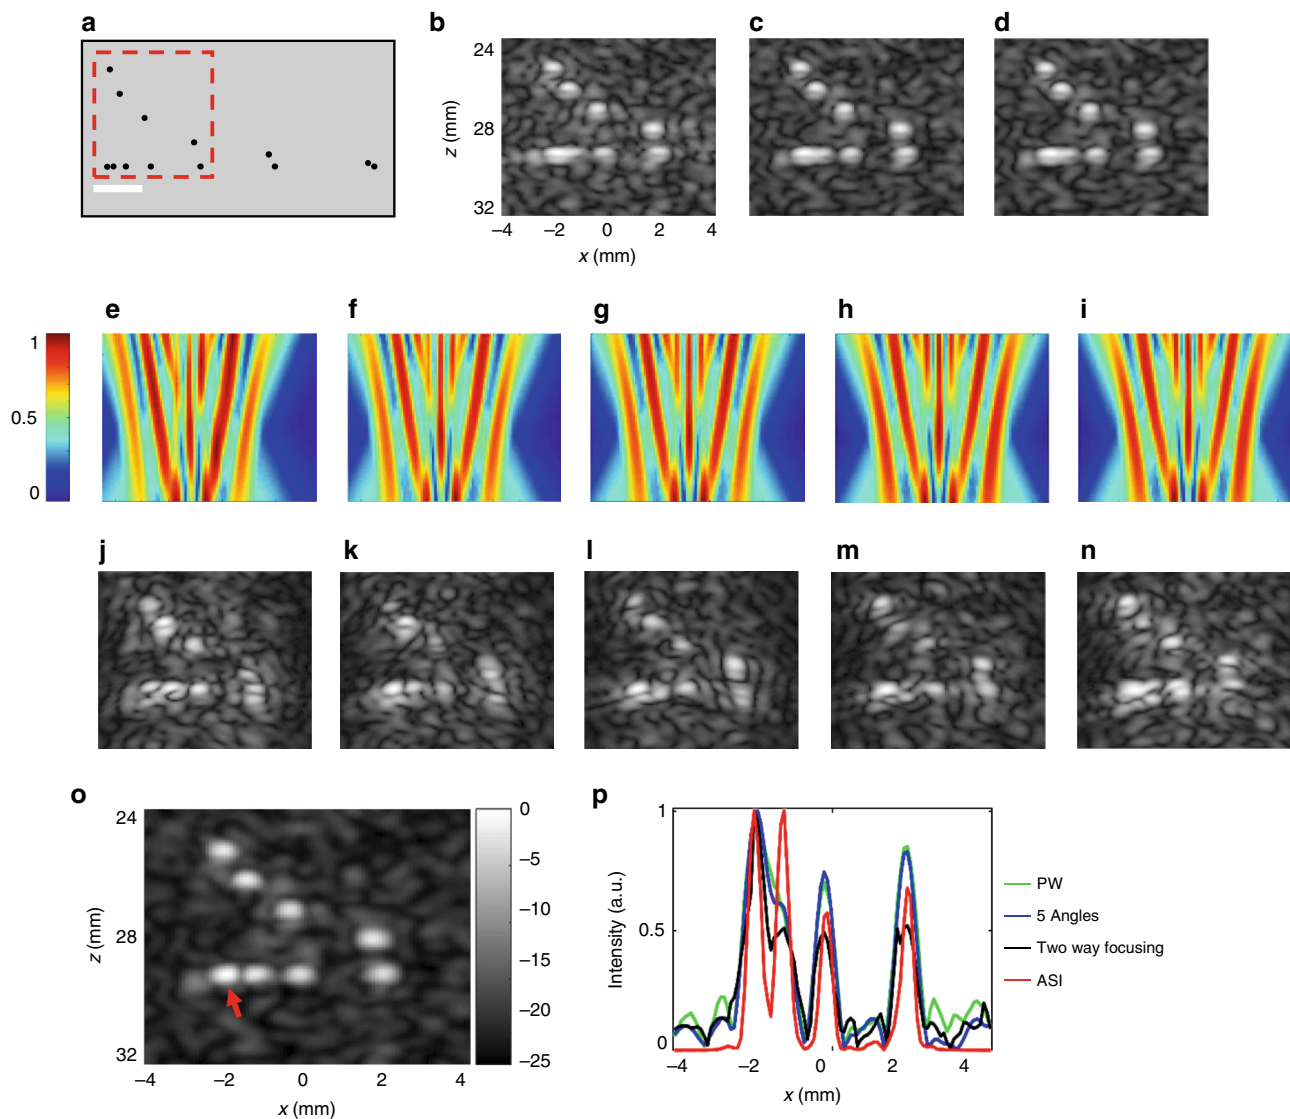 a
b
c
d
24
28
32
z (mm)
–4 –2 0 2 4
x (mm)
e
f
g
h
i
1
0.5
0
j
k
l
m
n
o
24
28
32
z (mm)
–4 –2 0 2 4
x (mm)
0
–5
–10
–15
–20
–25
p
1
0.5
0
Intensity (a.u.)
–4 –2 0 2 4
x (mm)
PW
5 Angles
Two way focusing
ASI